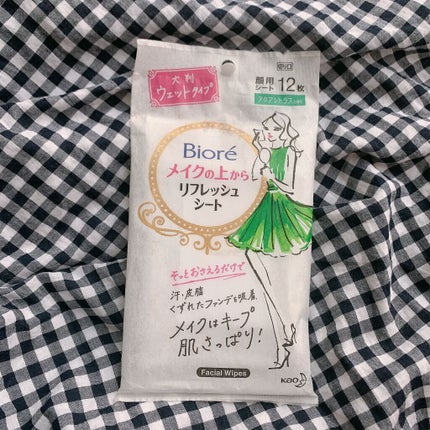 大判
ウェットタイプ
顔用
シート
12枚
アクアシトラスの香り
Bioré
メイクの上から
リフレッシュ
シート
そっとおさえるだけで
汗・皮脂
くずれたファンデを吸着
メイクはキープ
肌さっぱり!
Facial Wipes
Kao